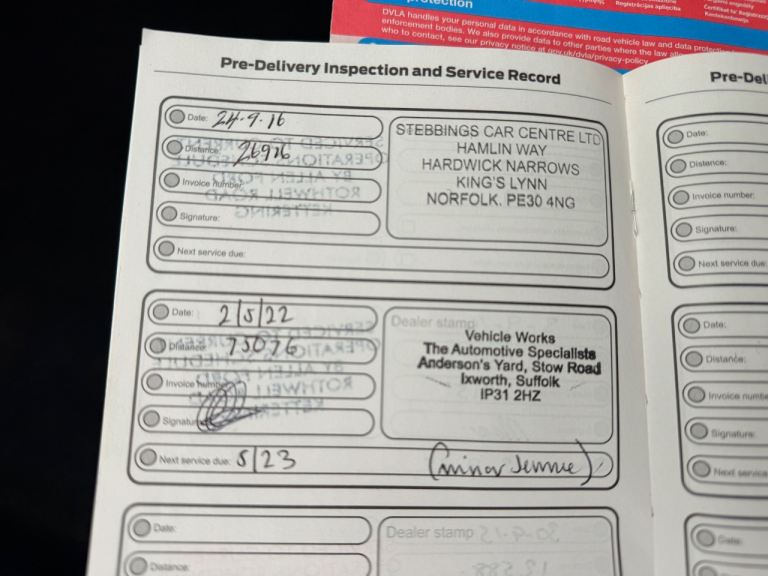 protection
DVLA handles your personal data in accordance with road vehicle law and data
enforcement bodies. We also provide data to other parties where the law
who to contact, see our privacy notice at gov.uk/dvla/privacy-policy
Pre-Delivery Inspection and Service Record
Date: 24.9.16
Distance: 26976
Invoice number:
Signature:
Next service due:
STEBBINGS CAR CENTRE LTD
HAMLIN WAY
HARDWICK NARROWS
KING'S LYNN
NORFOLK. PE30 4NG
Date: 2/5/22
Distance: 75076
Invoice number:
Signature:
Next service due: 5/23
Dealer stamp
Vehicle Works
The Automotive Specialists
Anderson's Yard, Stow Road
Ixworth, Suffolk
IP31 2HZ
(minor
Date:
Distance:
Dealer stamp
Pre-Del
Date:
Distance:
Invoice number:
Signature:
Next service due:
Date:
Distance:
Invoice numbe
Signature:
Next service
Date: